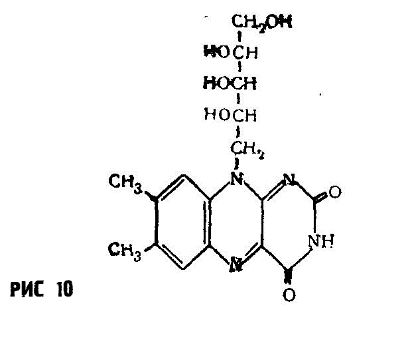 CH₂OH
HOCH
HOCH
HOCH
CH₂
CH₃ N N O
NH
CH₃ N
O
РИС 10